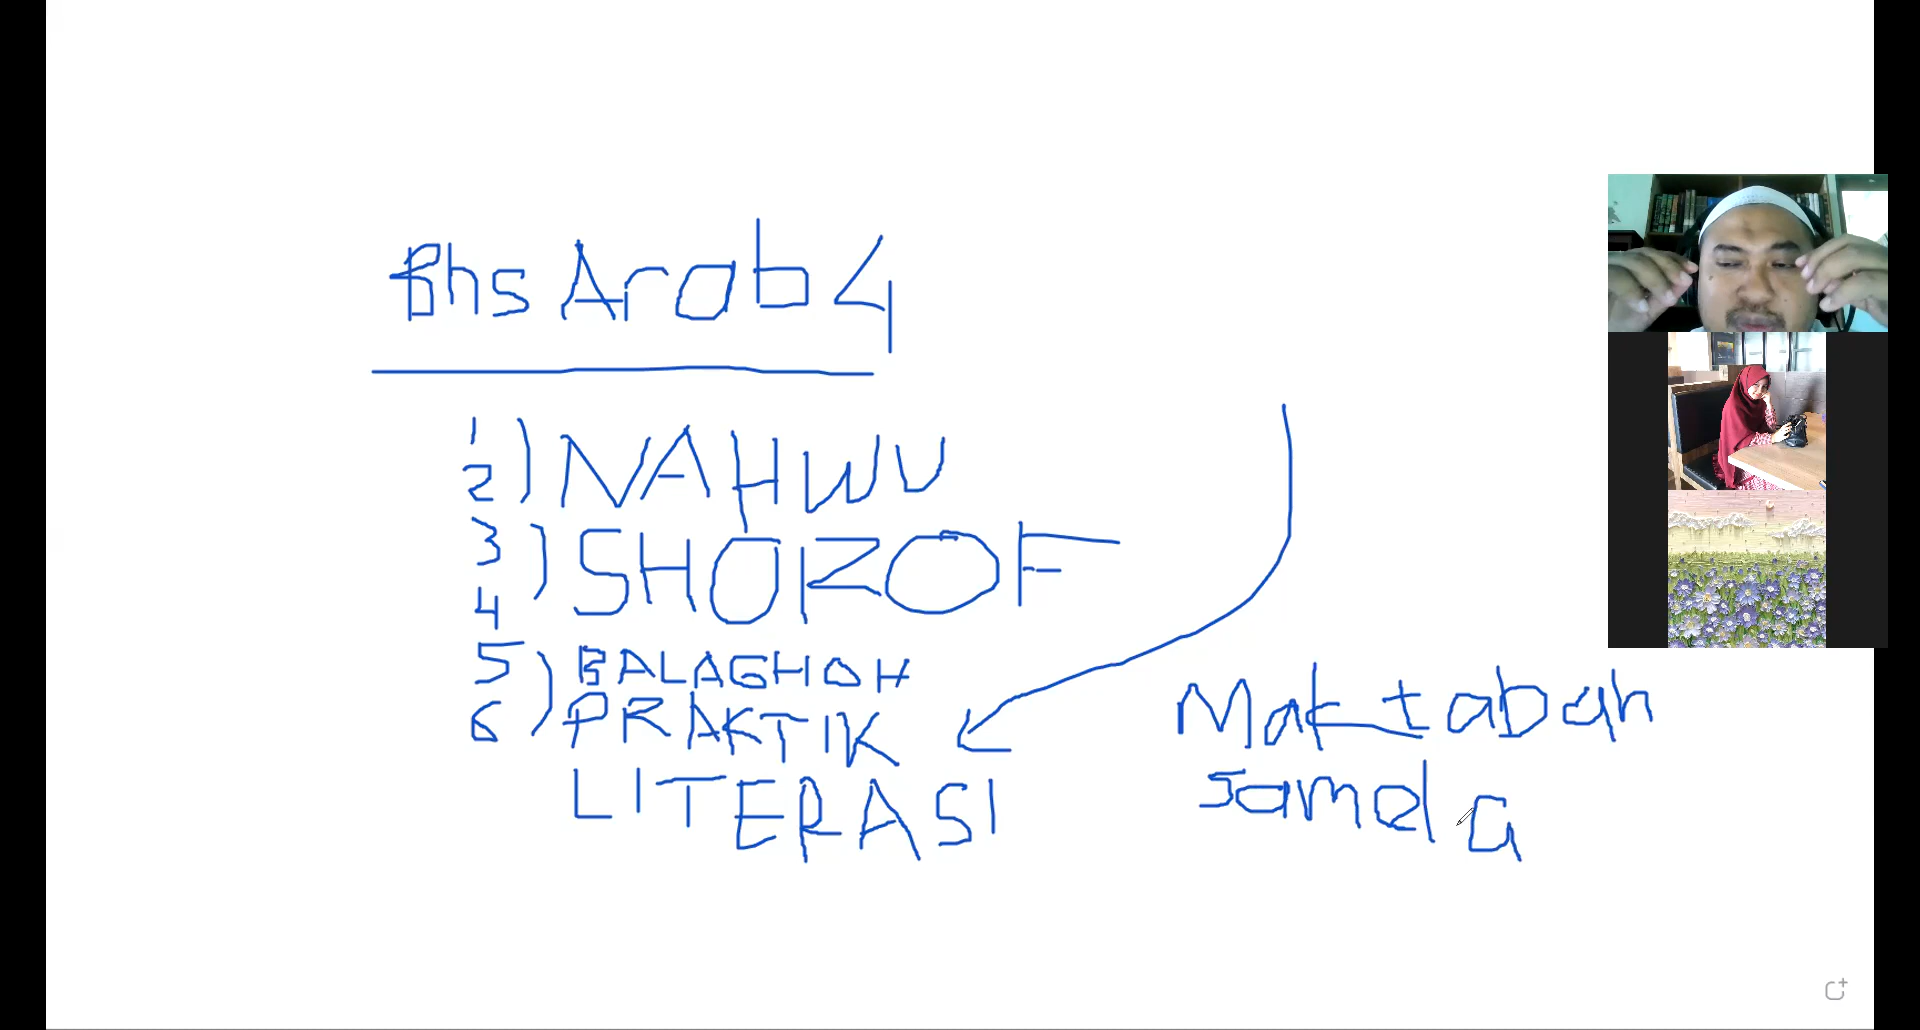 Bhs Arab 4
1
2 ) NAHWU
3
4 ) SHOROF
5
6 ) BALAGHOH
PRAKTIK
LITERASI
Maktabah
samela